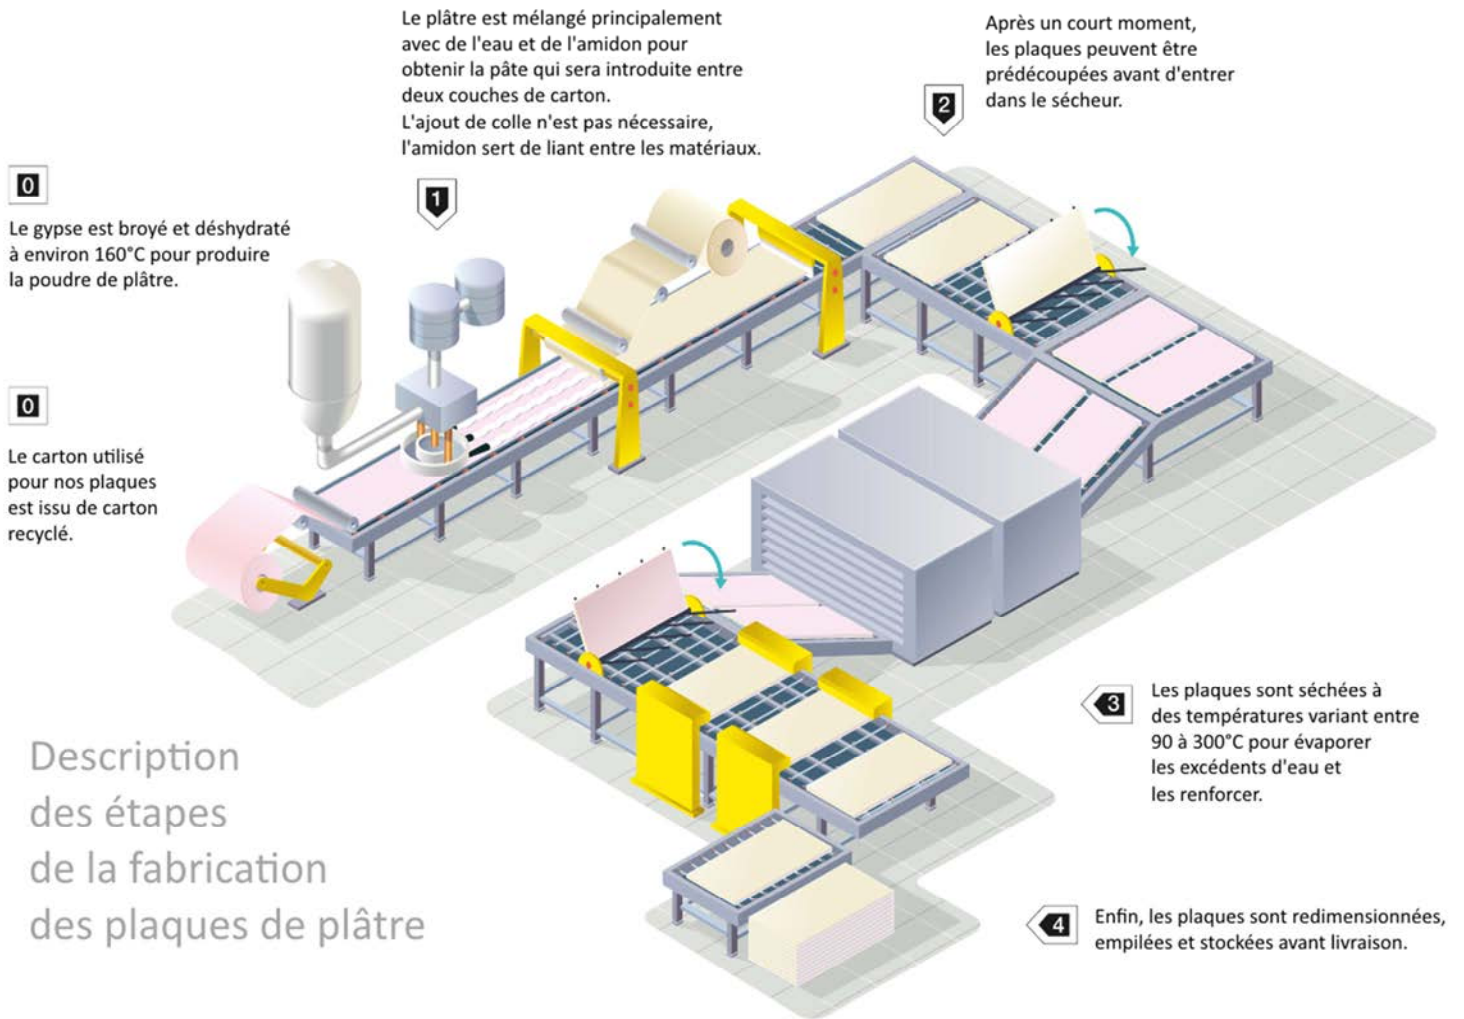 Le plâtre est mélangé principalement
avec de l'eau et de l'amidon pour
obtenir la pâte qui sera introduite entre
deux couches de carton.
L'ajout de colle n'est pas nécessaire,
l'amidon sert de liant entre les matériaux.
1
Après un court moment,
les plaques peuvent être
prédécoupées avant d'entrer
dans le sécheur.
2
0
Le gypse est broyé et déshydraté
à environ 160°C pour produire
la poudre de plâtre.
0
Le carton utilisé
pour nos plaques
est issu de carton
recyclé.
3
Les plaques sont séchées à
des températures variant entre
90 à 300°C pour évaporer
les excédents d'eau et
les renforcer.
Description
des étapes
de la fabrication
des plaques de plâtre
4
Enfin, les plaques sont redimensionnées,
empilées et stockées avant livraison.